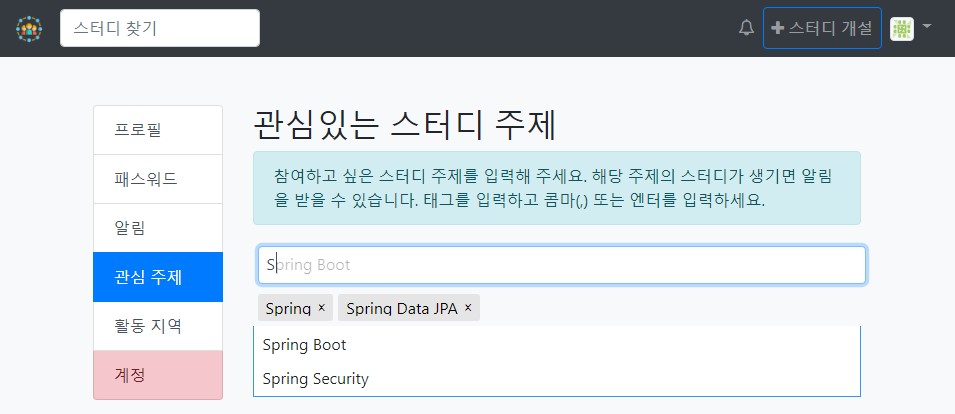 스터디 찾기
스터디 개설
프로필
패스워드
알림
관심 주제
활동 지역
계정
관심있는 스터디 주제
참여하고 싶은 스터디 주제를 입력해 주세요. 해당 주제의 스터디가 생기면 알림
을 받을 수 있습니다. 태그를 입력하고 콤마(,) 또는 엔터를 입력하세요.
Spring Boot
Spring × Spring Data JPA ×
Spring Boot
Spring Security